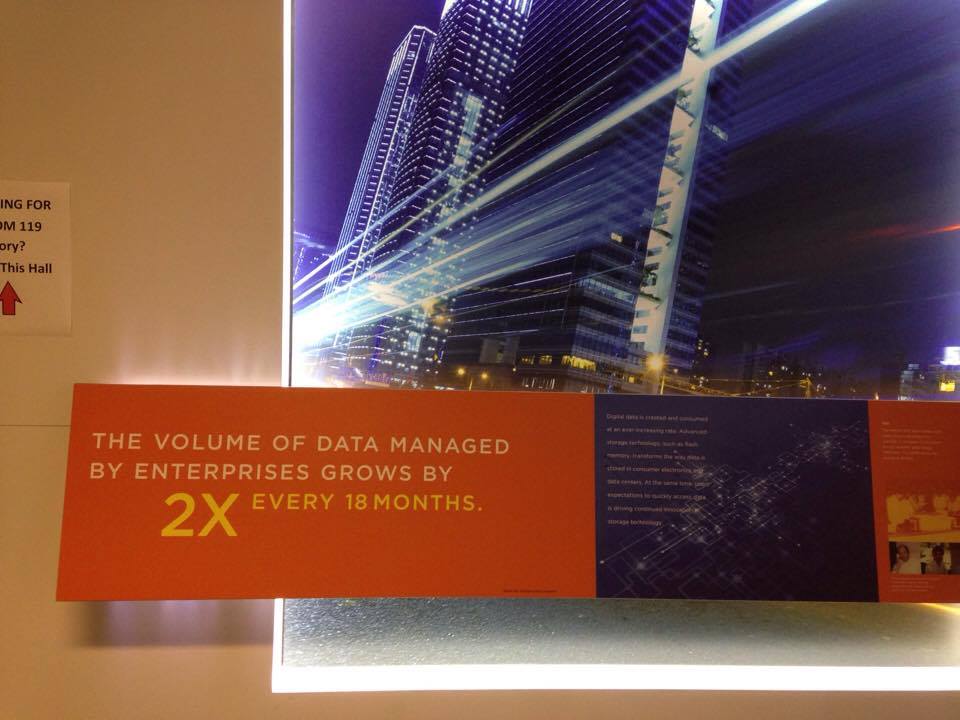 ING FOR
OM 119
ory?
This Hall
THE VOLUME OF DATA MANAGED
BY ENTERPRISES GROWS BY
2X EVERY 18 MONTHS.
Digital data is created and consumed
at an ever-increasing rate. Advanced
storage technology, such as flash
memory, transforms the way data is
stored in consumer electronics and
data centers. At the same time,
expectations to quickly access data
is driving continued innovation in
storage technology.